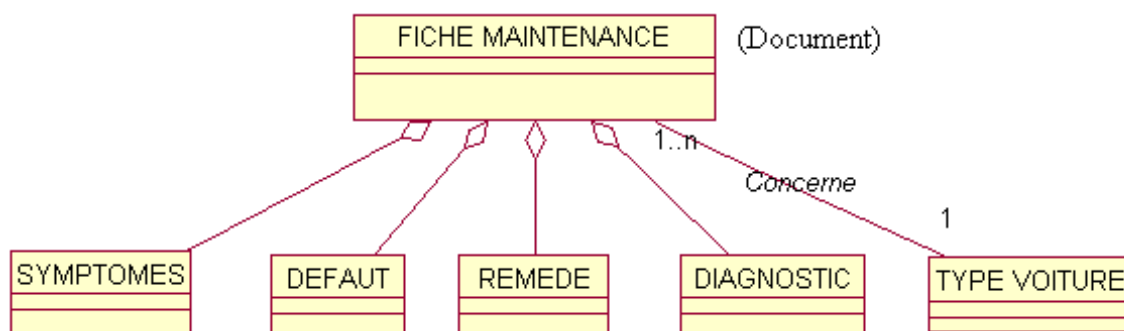 FICHE MAINTENANCE
(Document)
1..n
Concerne
1
SYMPTOMES
DEFAUT
REMEDE
DIAGNOSTIC
TYPE VOITURE